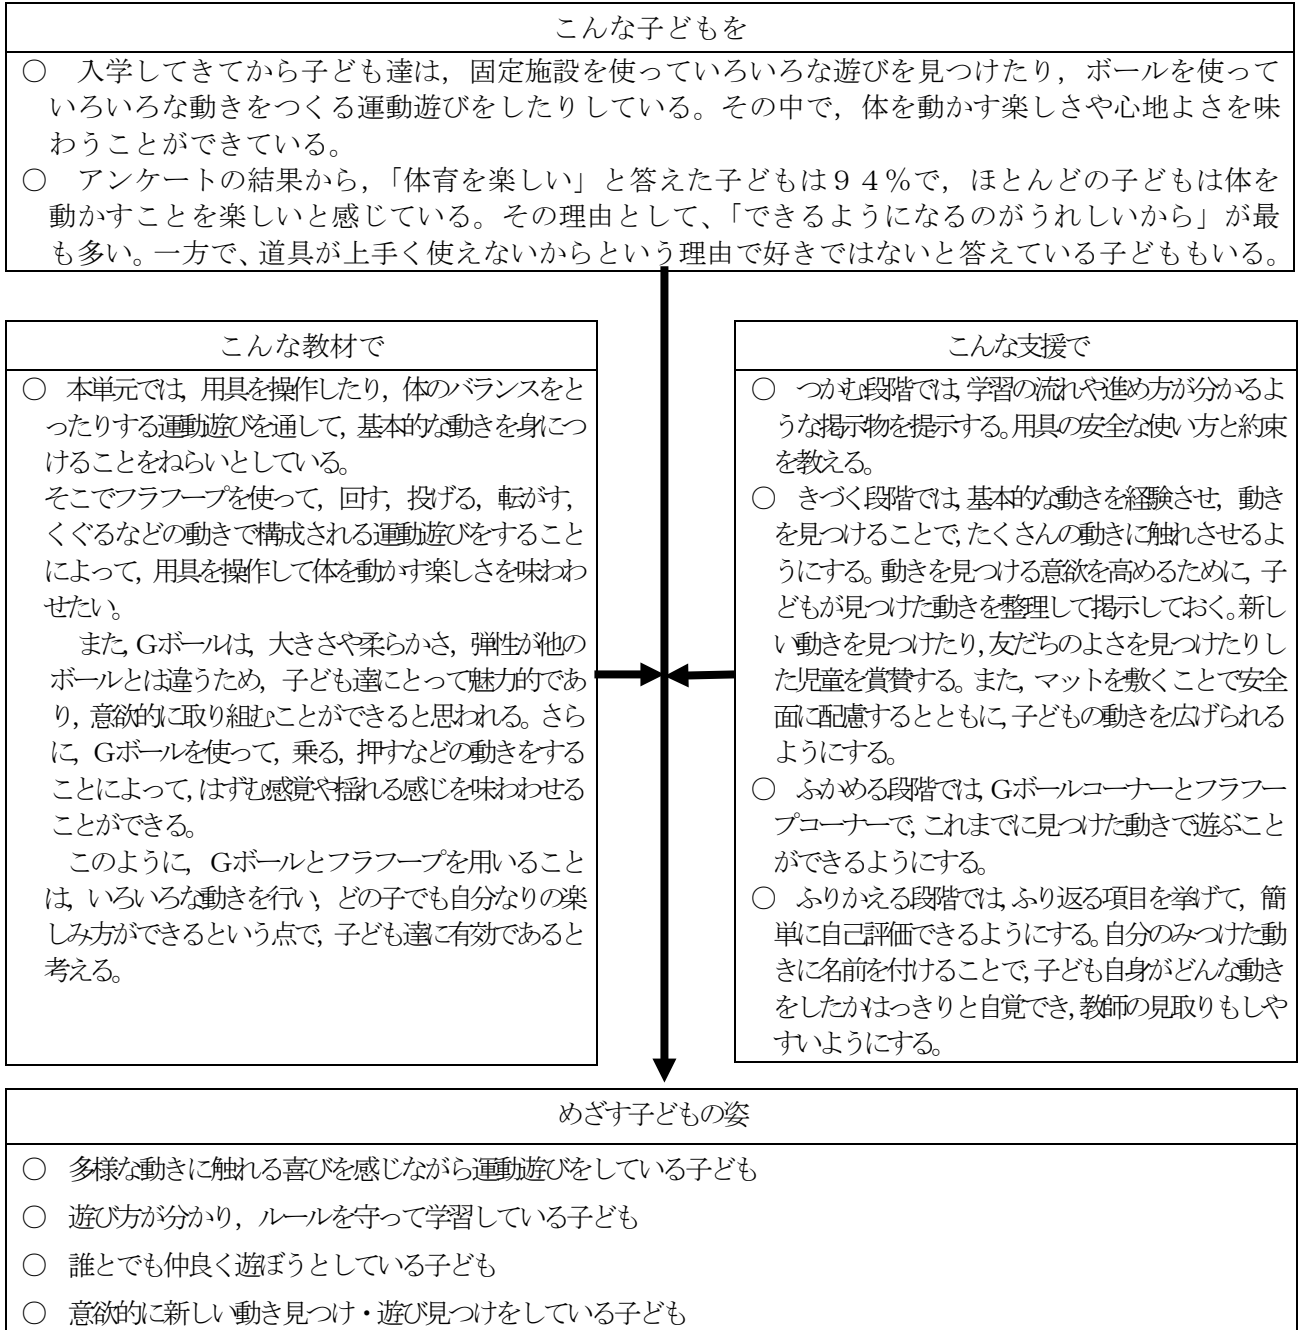 こんな子どもを
○　入学してきてから子ども達は，固定施設を使っていろいろな遊びを見つけたり，ボールを使って
いろいろな動きをつくる運動遊びをしたりしている。その中で，体を動かす楽しさや心地よさを味
わうことができている。
○　アンケートの結果から，「体育を楽しい」と答えた子どもは９４％で，ほとんどの子どもは体を
動かすことを楽しいと感じている。その理由として、「できるようになるのがうれしいから」が最
も多い。一方で、道具が上手く使えないからという理由で好きではないと答えている子どももいる。
こんな教材で
○　本単元では，用具を操作したり，体のバランスをと
ったりする運動遊びを通して，基本的な動きを身につ
けることをねらいとしている。
そこでフラフープを使って，回す，投げる，転がす，
くぐるなどの動きで構成される運動遊びをすること
によって，用具を操作して体を動かす楽しさを味わわ
せたい。
また，Gボールは，大きさや柔らかさ，弾性が他の
ボールとは違うため，子ども達にとって魅力的であ
り，意欲的に取り組むことができると思われる。さら
に，Gボールを使って，乗る，押すなどの動きをする
ことによって，はずむ感覚や揺れる感じを味わわせる
ことができる。
このように，Gボールとフラフープを用いること
は，いろいろな動きを行い，どの子でも自分なりの楽
しみ方ができるという点で，子ども達に有効であると
考える。
こんな支援で
○　つかむ段階では，学習の流れや進め方が分かるよ
うな掲示物を提示する。用具の安全な使い方と約束
を教える。
○　きづく段階では，基本的な動きを経験させ，動き
を見つけることで，たくさんの動きに触れさせるよ
うにする。動きを見つける意欲を高めるために，子
どもが見つけた動きを整理して掲示しておく。新し
い動きを見つけたり，友だちのよさを見つけたりし
た児童を賞賛する。また，マットを敷くことで安全
面に配慮するとともに，子どもの動きを広げられる
ようにする。
○　ふかめる段階では，Gボールコーナーとフラフー
プコーナーで，これまでに見つけた動きで遊ぶこと
ができるようにする。
○　ふりかえる段階では，ふり返る項目を挙げて，簡
単に自己評価できるようにする。自分のみつけた動
きに名前を付けることで，子ども自身がどんな動き
をしたかはっきりと自覚でき，教師の見取りもしや
すいようにする。
めざす子どもの姿
○　多様な動きに触れる喜びを感じながら運動遊びをしている子ども
○　遊び方が分かり，ルールを守って学習している子ども
○　誰とでも仲良く遊ぼうとしている子ども
○　意欲的に新しい動き見つけ・遊び見つけをしている子ども